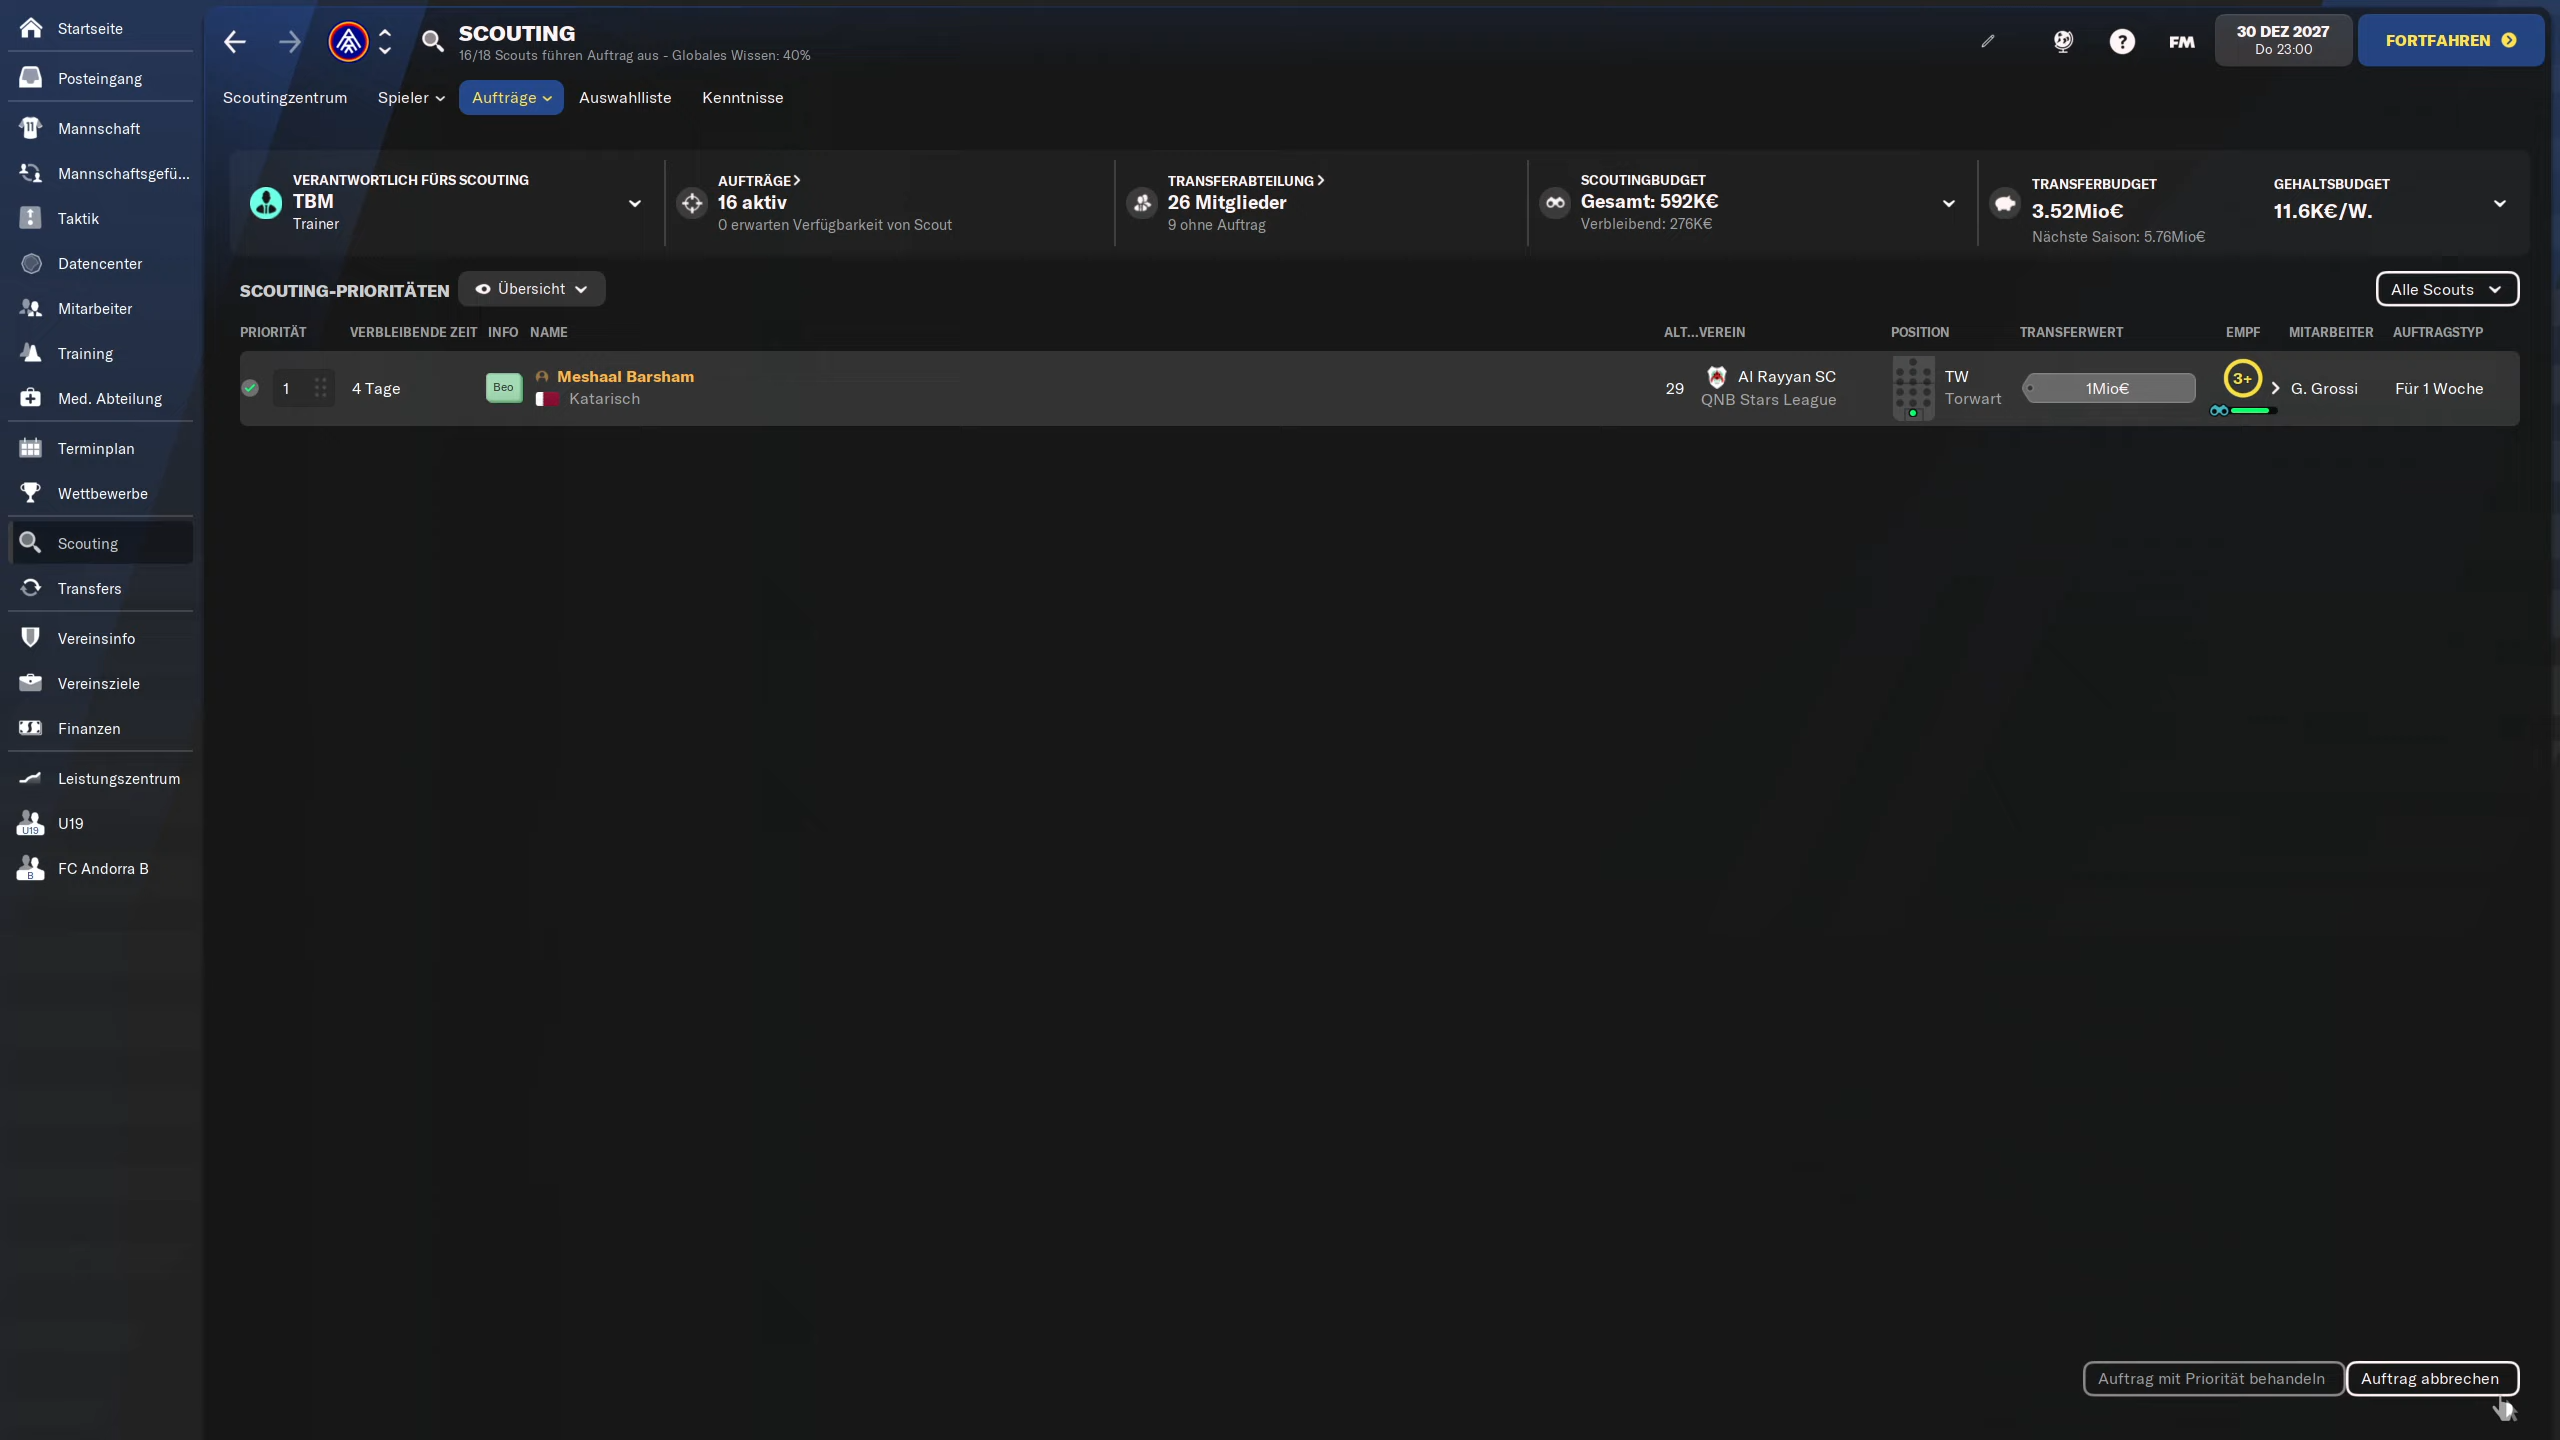 Startseite
Posteingang
Mannschaft
Mannschaftsgefü...
Taktik
Datencenter
Mitarbeiter
Training
Med. Abteilung
Terminplan
Wettbewerbe
Scouting
Transfers
Vereinsinfo
Vereinsziele
Finanzen
Leistungszentrum
U19
U19
B
FC Andorra B
SCOUTING
16/18 Scouts führen Auftrag aus - Globales Wissen: 40%
FM
30 DEZ 2027
Do 23:00
FORTFAHREN
Scoutingzentrum
Spieler
Aufträge
Auswahlliste
Kenntnisse
VERANTWORTLICH FÜRS SCOUTING
TBM
Trainer
AUFTRÄGE
16 aktiv
0 erwarten Verfügbarkeit von Scout
TRANSFERABTEILUNG
26 Mitglieder
9 ohne Auftrag
SCOUTINGBUDGET
Gesamt: 592K€
Verbleibend: 276K€
TRANSFERBUDGET
3.52Mio€
Nächste Saison: 5.76Mio€
GEHALTSBUDGET
11.6K€/W.
SCOUTING-PRIORITÄTEN
Übersicht
Alle Scouts
PRIORITÄT VERBLEIBENDE ZEIT INFO NAME ALT... VEREIN POSITION TRANSFERWERT EMPF MITARBEITER AUFTRAGSTYP
1
4 Tage
Beo
Meshaal Barsham
Katarisch
29
Al Rayyan SC
QNB Stars League
TW
Torwart
1Mio€
3+
G. Grossi
Für 1 Woche
Auftrag mit Priorität behandeln
Auftrag abbrechen